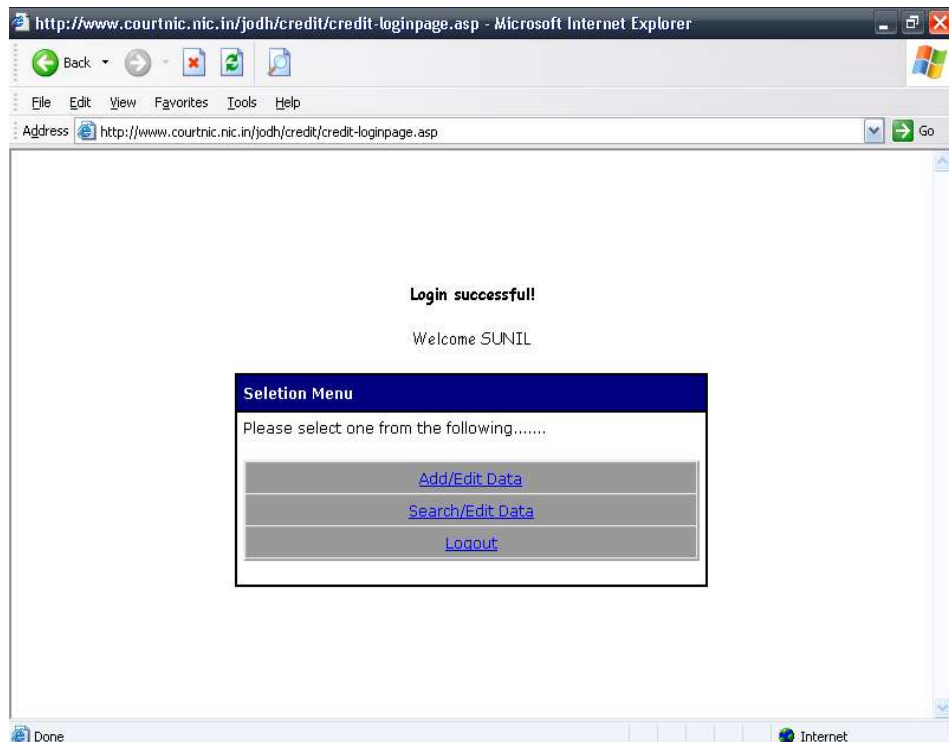 http://www.courtnic.nic.in/jodh/credit/credit-loginpage.asp - Microsoft Internet Explorer
Back
File Edit View Favorites Tools Help
Address http://www.courtnic.nic.in/jodh/credit/credit-loginpage.asp Go
Login successful!
Welcome SUNIL
Seletion Menu
Please select one from the following.......
Add/Edit Data
Search/Edit Data
Logout
Done Internet